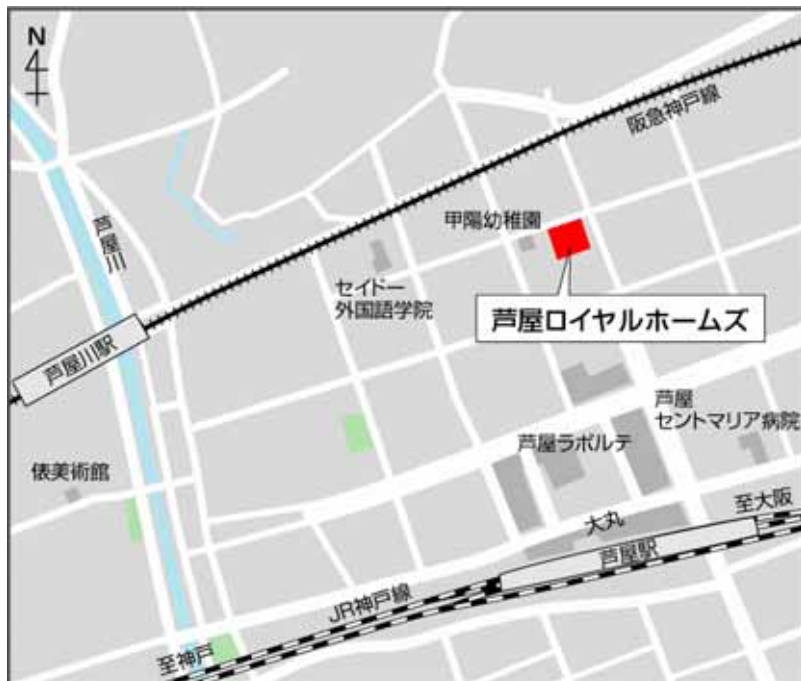 N
阪急神戸線
芦屋川
甲陽幼稚園
セイドー
外国語学院
芦屋ロイヤルホームズ
芦屋川駅
芦屋
セントマリア病院
芦屋ラポルテ
俵美術館
大丸
至大阪
芦屋駅
JR神戸線
至神戸